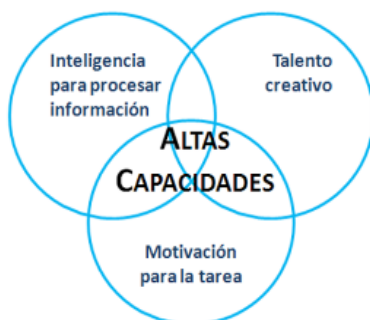 Inteligencia
para procesar
información
Talento
creativo
ALTAS
CAPACIDADES
Motivación
para la tarea